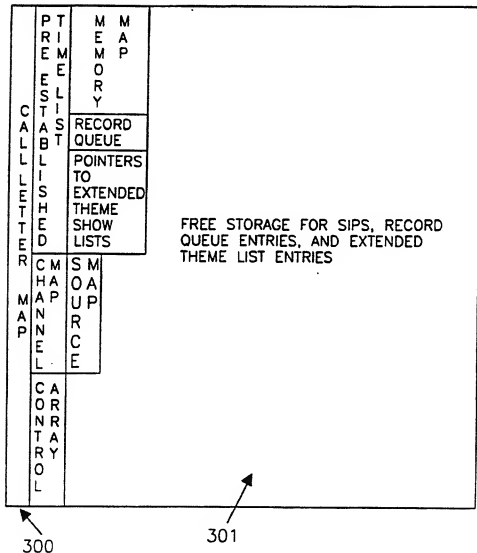 CALL LETTER MAP
PRE ESTABLISHED
TIME LIST
MEMORY
MAP
RECORD
QUEUE
POINTERS
TO
EXTENDED
THEME
SHOW
LISTS
CHANNEL
MAP
SOURCE
MAP
CONTROL
ARRAY
FREE STORAGE FOR SIPS, RECORD
QUEUE ENTRIES, AND EXTENDED
THEME LIST ENTRIES
300
301